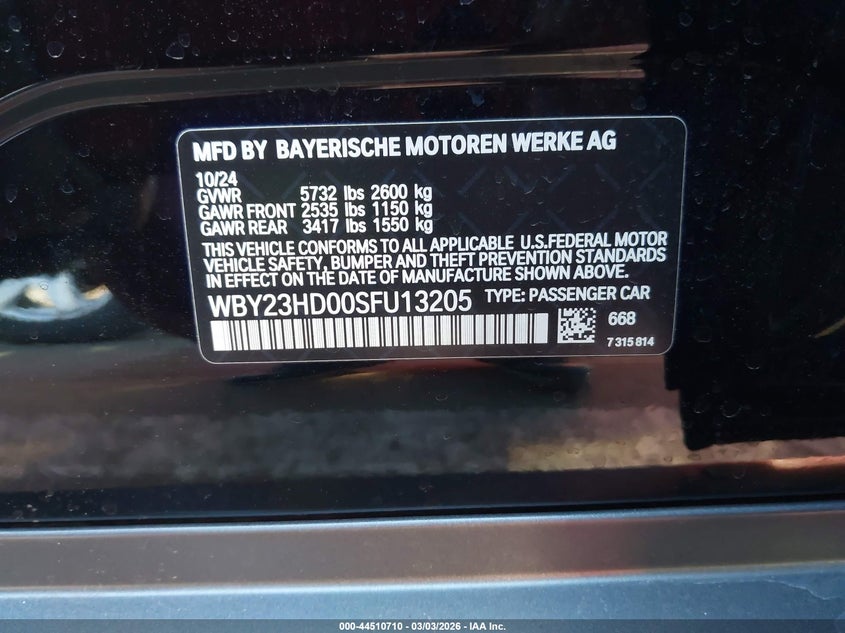 MFD BY BAYERISCHE MOTOREN WERKE AG
10/24
GVWR 5732 lbs 2600 kg
GAWR FRONT 2535 lbs 1150 kg
GAWR REAR 3417 lbs 1550 kg
THIS VEHICLE CONFORMS TO ALL APPLICABLE U.S.FEDERAL MOTOR
VEHICLE SAFETY, BUMPER AND THEFT PREVENTION STANDARDS
IN EFFECT ON THE DATE OF MANUFACTURE SHOWN ABOVE.
WBY23HD00SFU13205 TYPE: PASSENGER CAR
668
7 315 814
000-44510710 — 03/03/2026 — IAA Inc.